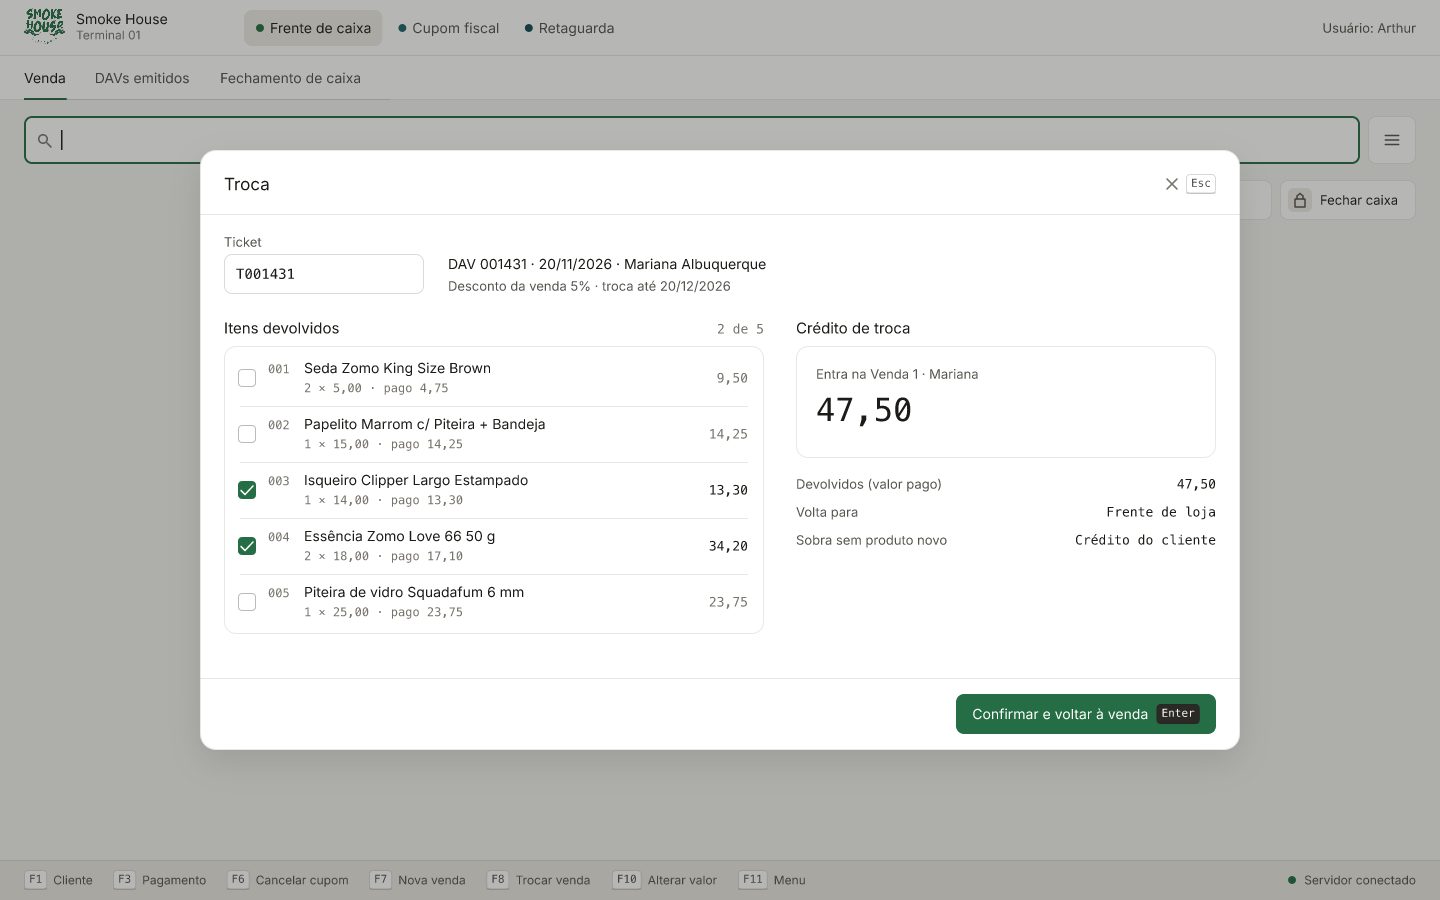 SMOKE
HOUSE
Smoke House
Terminal 01
Frente de caixa
Cupom fiscal
Retaguarda
Usuário: Arthur
Venda
DAVs emitidos
Fechamento de caixa
Fechar caixa
Troca
Esc
Ticket
T001431
DAV 001431 · 20/11/2026 · Mariana Albuquerque
Desconto da venda 5% · troca até 20/12/2026
Itens devolvidos
2 de 5
001
Seda Zomo King Size Brown
2 × 5,00 · pago 4,75
9,50
002
Papelito Marrom c/ Piteira + Bandeja
1 × 15,00 · pago 14,25
14,25
003
Isqueiro Clipper Largo Estampado
1 × 14,00 · pago 13,30
13,30
004
Essência Zomo Love 66 50 g
2 × 18,00 · pago 17,10
34,20
005
Piteira de vidro Squadafum 6 mm
1 × 25,00 · pago 23,75
23,75
Crédito de troca
Entra na Venda 1 · Mariana
47,50
Devolvidos (valor pago)
47,50
Volta para
Frente de loja
Sobra sem produto novo
Crédito do cliente
Confirmar e voltar à venda Enter
F1 Cliente
F3 Pagamento
F6 Cancelar cupom
F7 Nova venda
F8 Trocar venda
F10 Alterar valor
F11 Menu
Servidor conectado